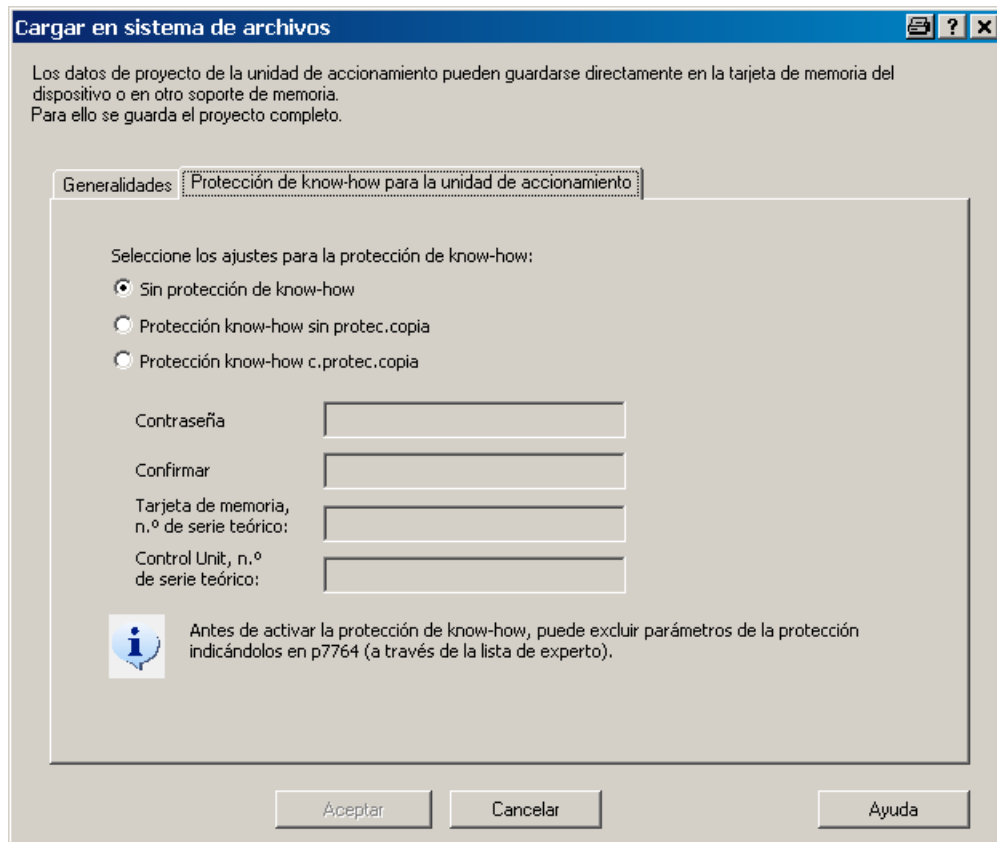 Cargar en sistema de archivos
?
Los datos de proyecto de la unidad de accionamiento pueden guardarse directamente en la tarjeta de memoria del
dispositivo o en otro soporte de memoria.
Para ello se guarda el proyecto completo.
Generalidades
Protección de know-how para la unidad de accionamiento
Seleccione los ajustes para la protección de know-how:
Sin protección de know-how
Protección know-how sin protec.copia
Protección know-how c.protec.copia
Contraseña
Confirmar
Tarjeta de memoria,
n.º de serie teórico:
Control Unit, n.º
de serie teórico:
Antes de activar la protección de know-how, puede excluir parámetros de la protección
indicándolos en p7764 (a través de la lista de experto).
Aceptar
Cancelar
Ayuda